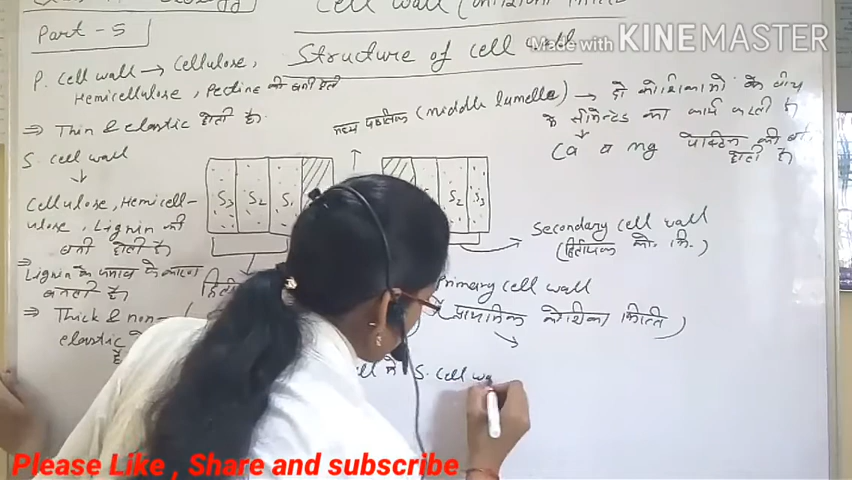 Part - 5
Structure of cell wall
Made with KINEMASTER
P. cell wall → Cellulose,
Hemicellulose, Pectine की बनी होती
⇒ Thin & elastic होती है.
S. cell wall
Cellulose, Hemicell-
ulose, Lignin की
बनी होती है.
⇒
Lignin के जमाव के कारण
बनती है.
⇒ Thick & non-
elastic
है
मध्य पटलिका (middle lamella) → दो कोशिकाओं के बीच
के सीमेन्टेड का कार्य करती है
Ca व mg पेक्टिन की
होती है
S3 S2 S1
S2 S3
Secondary cell wall
(द्वितीयक को. भि.)
Primary cell wall
(प्राथमिक कोशिका भित्ति)
में S. cell wa
Please Like , Share and subscribe